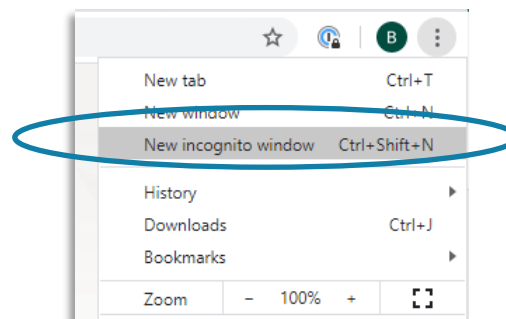 B
New tab Ctrl+T
New window Ctrl+N
New incognito window Ctrl+Shift+N
History
Downloads Ctrl+J
Bookmarks
Zoom - 100% +